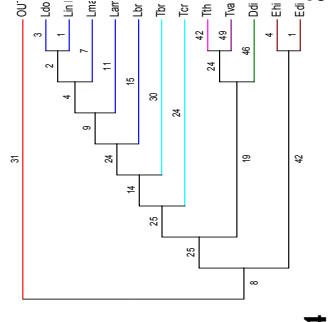 31 OU
3 Ldo
2
1 Lin
4
7 Lma
9
11 Lam
24
15 Lbr
14
30 Tbr
25
24 Tcr
25
42 Tth
24
49 Tva
19
46 Ddi
8
4 Ehi
42
1 Edi